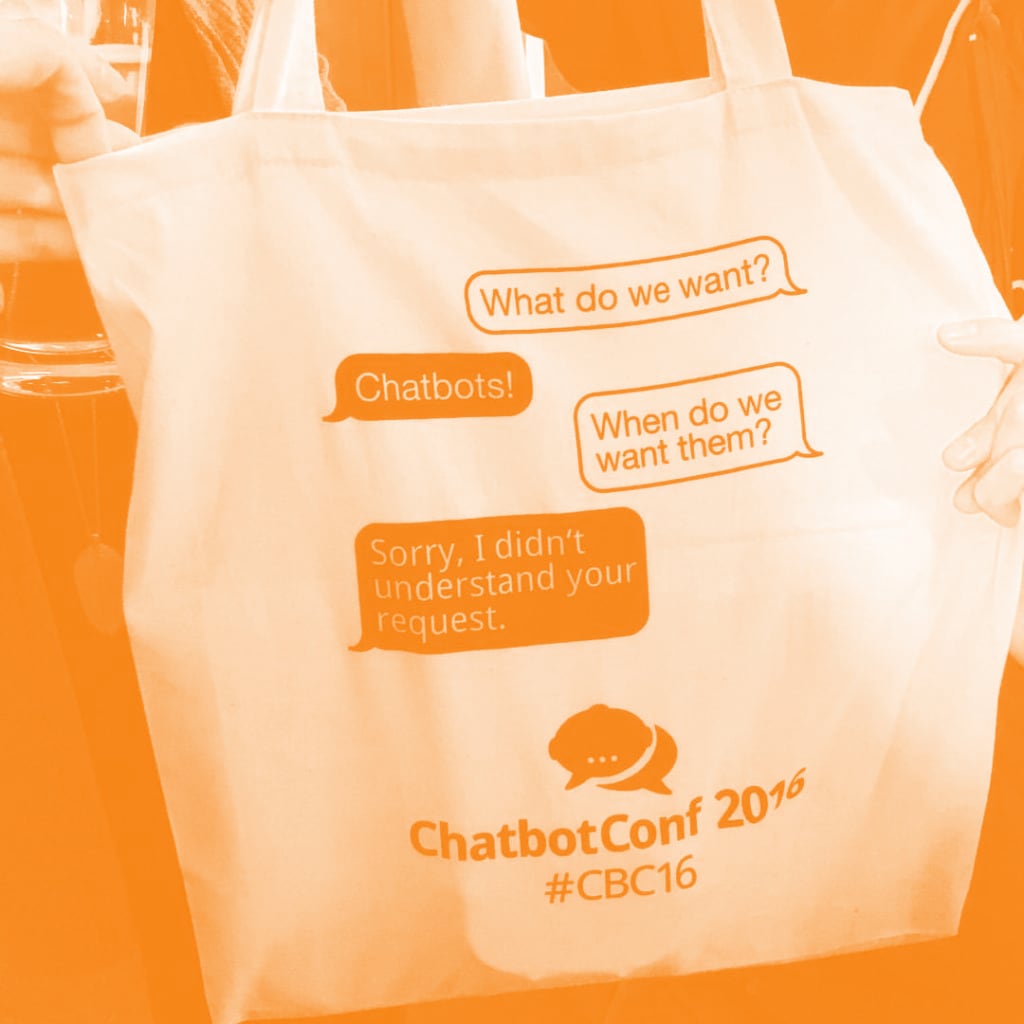 What do we want?
Chatbots!
When do we
want them?
Sorry, I didn't
understand your
request.
ChatbotConf 2016
#CBC16